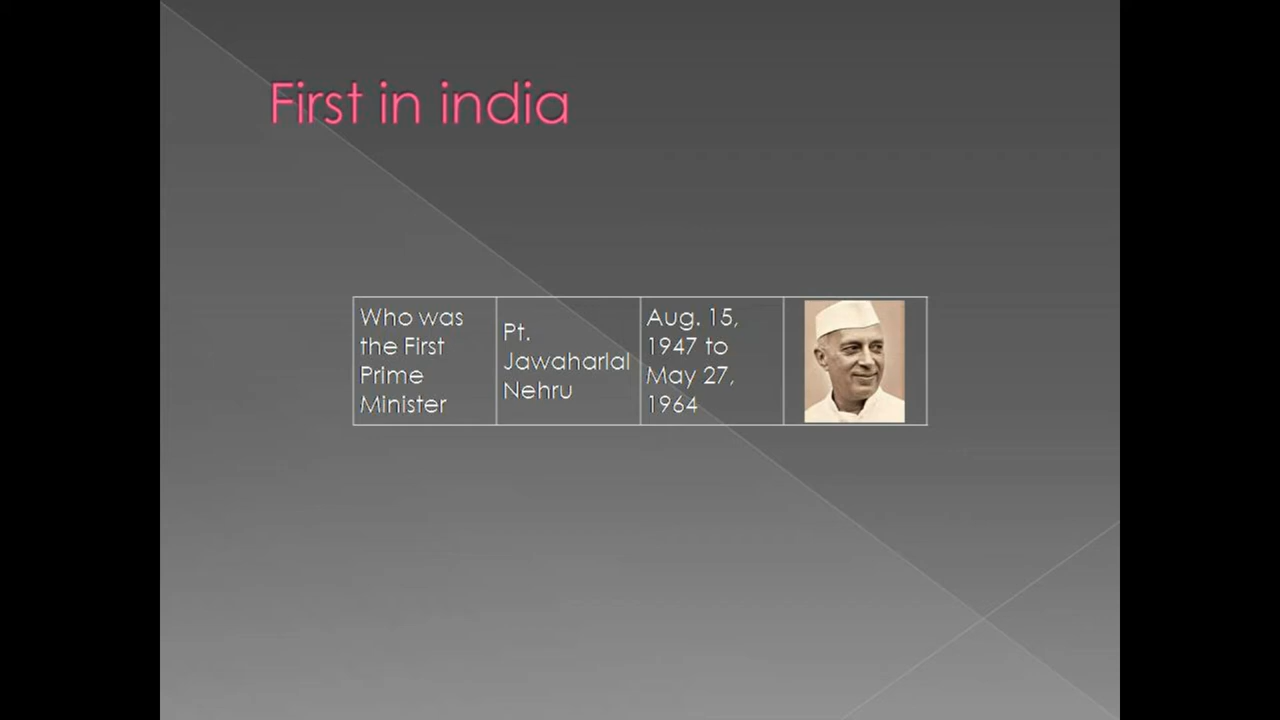 First in india
Who was
the First
Prime
Minister
Pt.
Jawaharlal
Nehru
Aug. 15,
1947 to
May 27,
1964